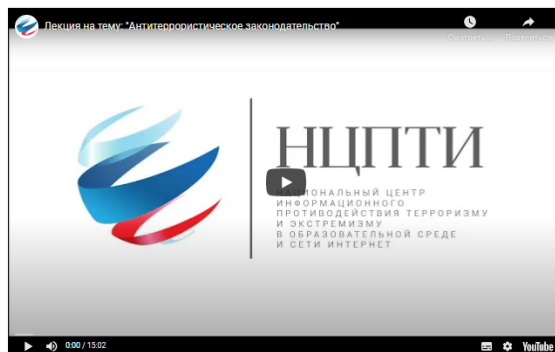 Лекция на тему: "Антитеррористическое законодательство"
Смотреть... Поделиться
НЦПТИ
НАЦИОНАЛЬНЫЙ ЦЕНТР
ИНФОРМАЦИОННОГО
ПРОТИВОДЕЙСТВИЯ ТЕРРОРИЗМУ
И ЭКСТРЕМИЗМУ
В ОБРАЗОВАТЕЛЬНОЙ СРЕДЕ
И СЕТИ ИНТЕРНЕТ
0:00 / 15:02 YouTube